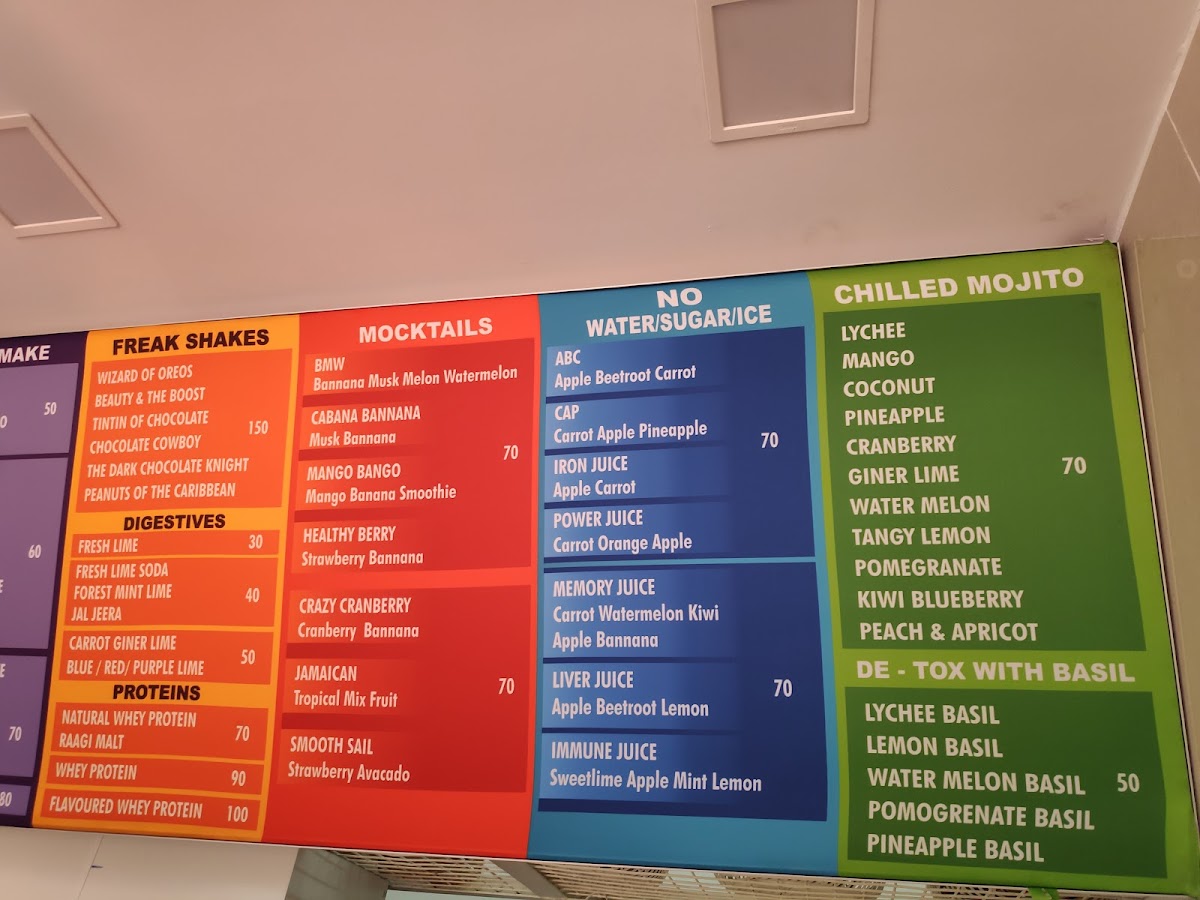 MAKE
50
60
70
80
FREAK SHAKES
WIZARD OF OREOS
BEAUTY & THE BOOST
TINTIN OF CHOCOLATE
CHOCOLATE COWBOY
150
THE DARK CHOCOLATE KNIGHT
PEANUTS OF THE CARIBBEAN
DIGESTIVES
FRESH LIME 30
FRESH LIME SODA
FOREST MINT LIME
40
JAL JEERA
CARROT GINER LIME
50
BLUE / RED/ PURPLE LIME
PROTEINS
NATURAL WHEY PROTEIN
70
RAAGI MALT
WHEY PROTEIN 90
FLAVOURED WHEY PROTEIN 100
MOCKTAILS
BMW
Bannana Musk Melon Watermelon
CABANA BANNANA
Musk Bannana
70
MANGO BANGO
Mango Banana Smoothie
HEALTHY BERRY
Strawberry Bannana
CRAZY CRANBERRY
Cranberry Bannana
JAMAICAN
70
Tropical Mix Fruit
SMOOTH SAIL
Strawberry Avacado
NO
WATER/SUGAR/ICE
ABC
Apple Beetroot Carrot
CAP
Carrot Apple Pineapple
70
IRON JUICE
Apple Carrot
POWER JUICE
Carrot Orange Apple
MEMORY JUICE
Carrot Watermelon Kiwi
Apple Bannana
LIVER JUICE
70
Apple Beetroot Lemon
IMMUNE JUICE
Sweetlime Apple Mint Lemon
CHILLED MOJITO
LYCHEE
MANGO
COCONUT
PINEAPPLE
CRANBERRY
GINER LIME 70
WATER MELON
TANGY LEMON
POMEGRANATE
KIWI BLUEBERRY
PEACH & APRICOT
DE - TOX WITH BASIL
LYCHEE BASIL
LEMON BASIL
WATER MELON BASIL 50
POMOGRENATE BASIL
PINEAPPLE BASIL